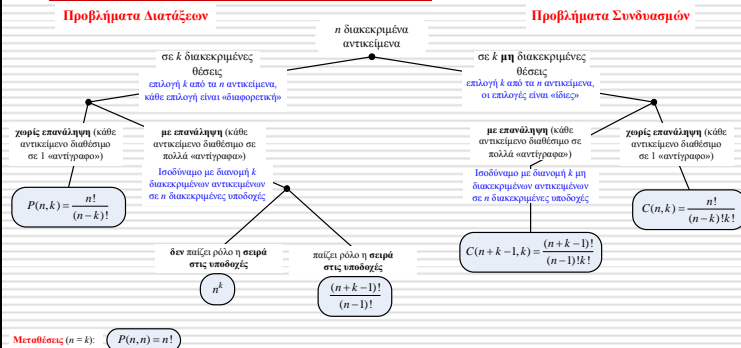 Προβλήματα Διατάξεων
Προβλήματα Συνδυασμών
n διακεκριμένα
αντικείμενα
σε k διακεκριμένες
θέσεις
επιλογή k από τα n αντικείμενα,
κάθε επιλογή είναι «διαφορετική»
σε k μη διακεκριμένες
θέσεις
επιλογή k από τα n αντικείμενα,
οι επιλογές είναι «ίδιες»
χωρίς επανάληψη (κάθε
αντικείμενο διαθέσιμο
σε 1 «αντίγραφο»)
P(n,k) = n! / (n−k)!
με επανάληψη (κάθε
αντικείμενο διαθέσιμο σε
πολλά «αντίγραφα»)
Ισοδύναμο με διανομή k
διακεκριμένων αντικειμένων
σε n διακεκριμένες υποδοχές
με επανάληψη (κάθε
αντικείμενο διαθέσιμο σε
πολλά «αντίγραφα»)
Ισοδύναμο με διανομή k μη
διακεκριμένων αντικειμένων
σε n διακεκριμένες υποδοχές
C(n+k−1,k) = (n+k−1)! / (n−1)!k!
χωρίς επανάληψη (κάθε
αντικείμενο διαθέσιμο
σε 1 «αντίγραφο»)
C(n,k) = n! / (n−k)!k!
δεν παίζει ρόλο η σειρά
στις υποδοχές
n^k
παίζει ρόλο η σειρά
στις υποδοχές
(n+k−1)! / (n−1)!
Μεταθέσεις (n = k): P(n,n) = n!